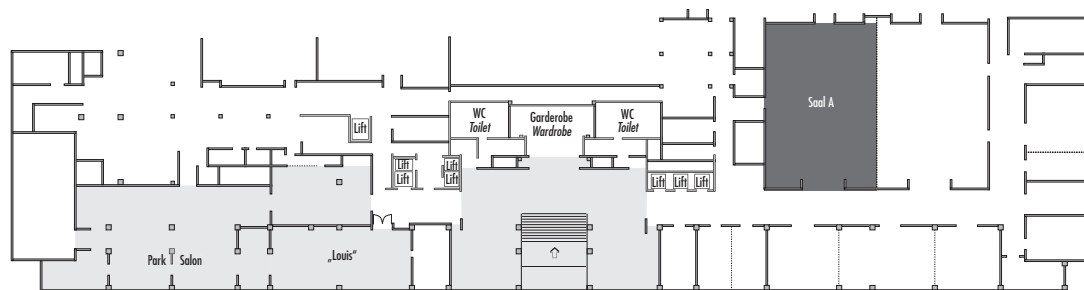 Saal A
WC
Toilet
Garderobe
Wardrobe
WC
Toilet
Lift
Lift
Lift
Lift
Lift
Lift
Lift
Lift
Park
Salon
„Louis“